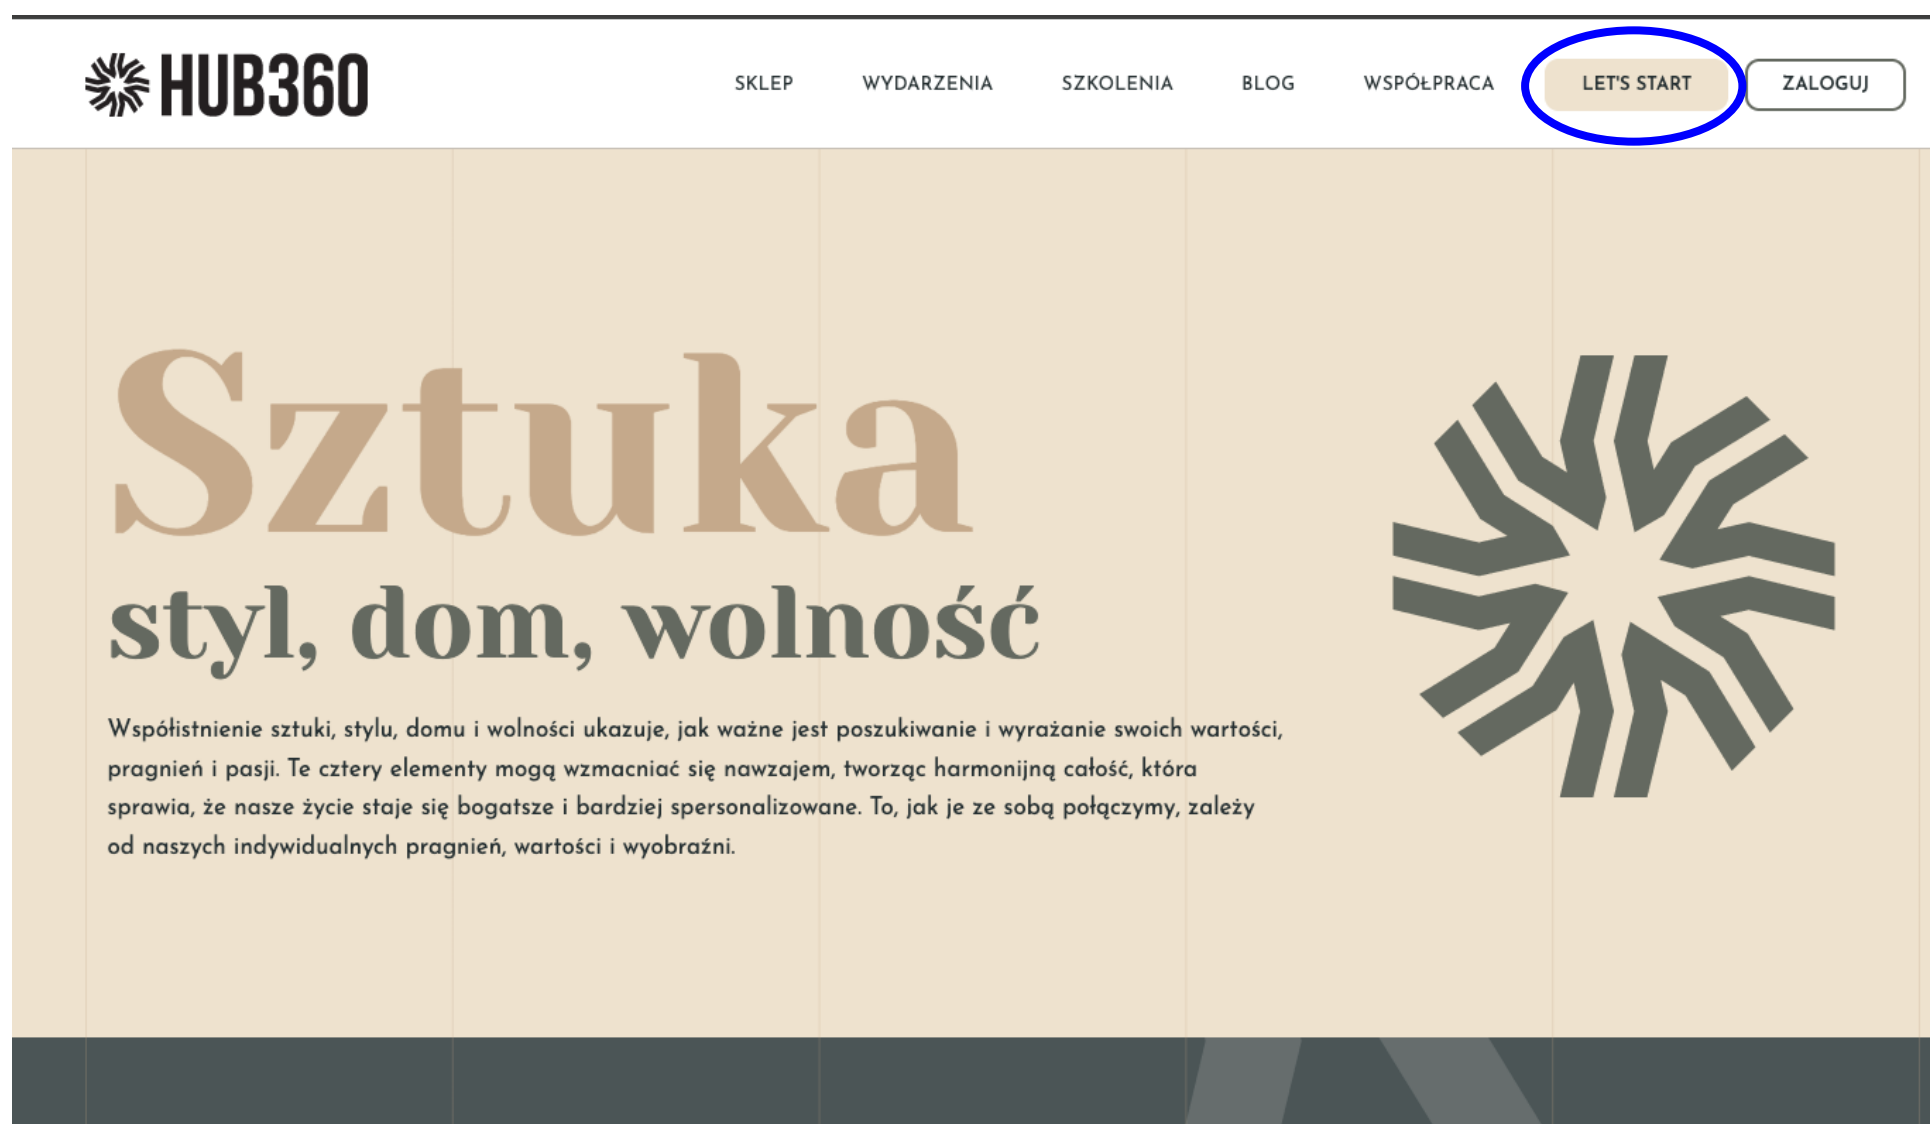 HUB360
SKLEP WYDARZENIA SZKOLENIA BLOG WSPÓŁPRACA LET'S START ZALOGUJ
Sztuka
styl, dom, wolność
Współistnienie sztuki, stylu, domu i wolności ukazuje, jak ważne jest poszukiwanie i wyrażanie swoich wartości,
pragnień i pasji. Te cztery elementy mogą wzmacniać się nawzajem, tworząc harmonijną całość, która
sprawia, że nasze życie staje się bogatsze i bardziej spersonalizowane. To, jak je ze sobą połączymy, zależy
od naszych indywidualnych pragnień, wartości i wyobraźni.